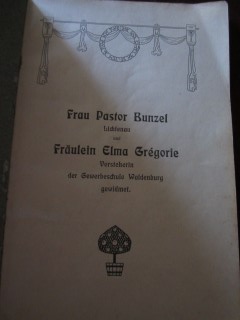 Frau Pastor Bunzel
Lichtenau
und
Fräulein Elma Grégorie
Vorsteherin
der Gewerbeschule Waldenburg
gewidmet.